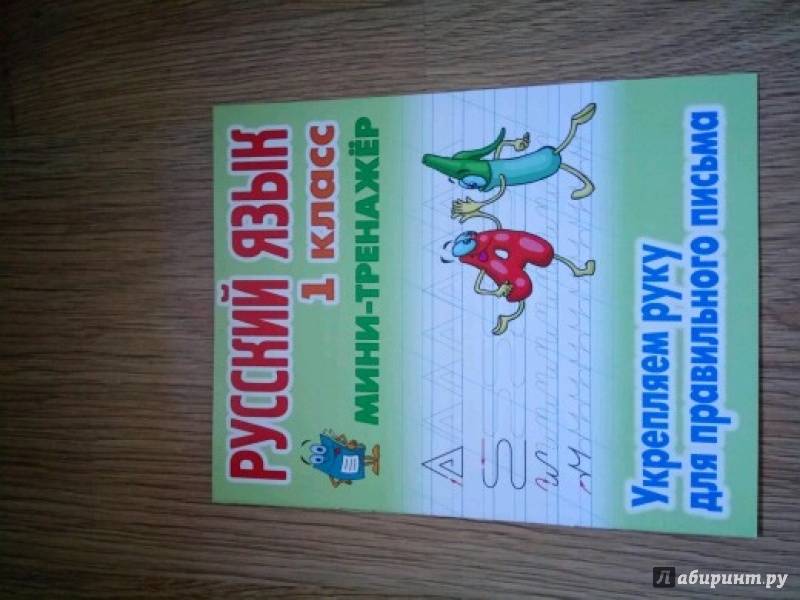 РУССКИЙ ЯЗЫК
1 класс
МИНИ-ТРЕНАЖЁР
Укрепляем руку
для правильного письма
Лабиринт.ру